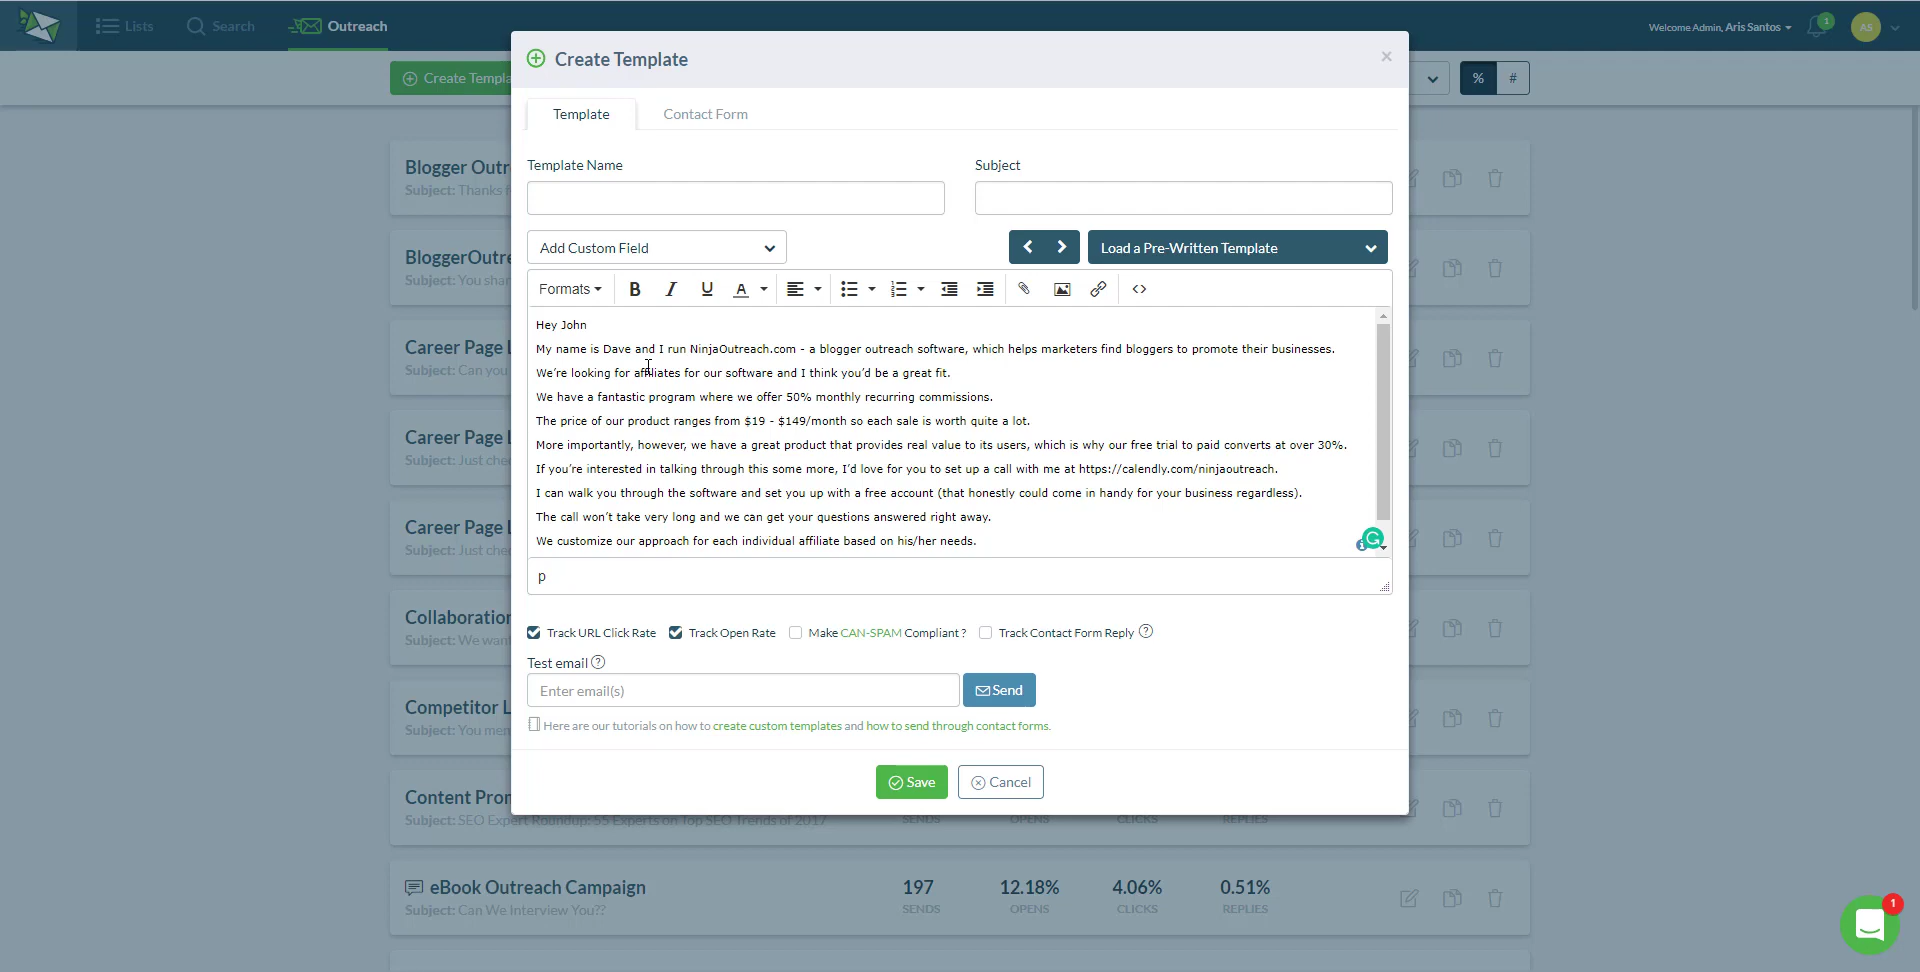 Lists
Search
Outreach
Welcome Admin, Aris Santos
1
AS
Create Templa
Create Template
×
%
#
Template
Contact Form
Template Name
Subject
Add Custom Field
Load a Pre-Written Template
Formats
B
I
U
A
Hey John
My name is Dave and I run NinjaOutreach.com - a blogger outreach software, which helps marketers find bloggers to promote their businesses.
We’re looking for affiliates for our software and I think you’d be a great fit.
We have a fantastic program where we offer 50% monthly recurring commissions.
The price of our product ranges from $19 - $149/month so each sale is worth quite a lot.
More importantly, however, we have a great product that provides real value to its users, which is why our free trial to paid converts at over 30%.
If you’re interested in talking through this some more, I’d love for you to set up a call with me at https://calendly.com/ninjaoutreach.
I can walk you through the software and set you up with a free account (that honestly could come in handy for your business regardless).
The call won’t take very long and we can get your questions answered right away.
We customize our approach for each individual affiliate based on his/her needs.
p
Track URL Click Rate
Track Open Rate
Make CAN-SPAM Compliant ?
Track Contact Form Reply ?
Test email ?
Enter email(s)
Send
Here are our tutorials on how to create custom templates and how to send through contact forms.
Save
Cancel
Blogger Outr
Subject: Thanks
BloggerOutre
Subject: You shar
Career Page L
Subject: Can you
Career Page L
Subject: Just che
Career Page L
Subject: Just che
Collaboration
Subject: We want
Competitor L
Subject: You men
Content Pron
Subject: SEO Expert Roundup: 55 Experts on Top SEO Trends of 2017
SENDS
OPENS
CLICKS
REPLIES
eBook Outreach Campaign
197
12.18%
4.06%
0.51%
Subject: Can We Interview You??
SENDS
OPENS
CLICKS
REPLIES
1